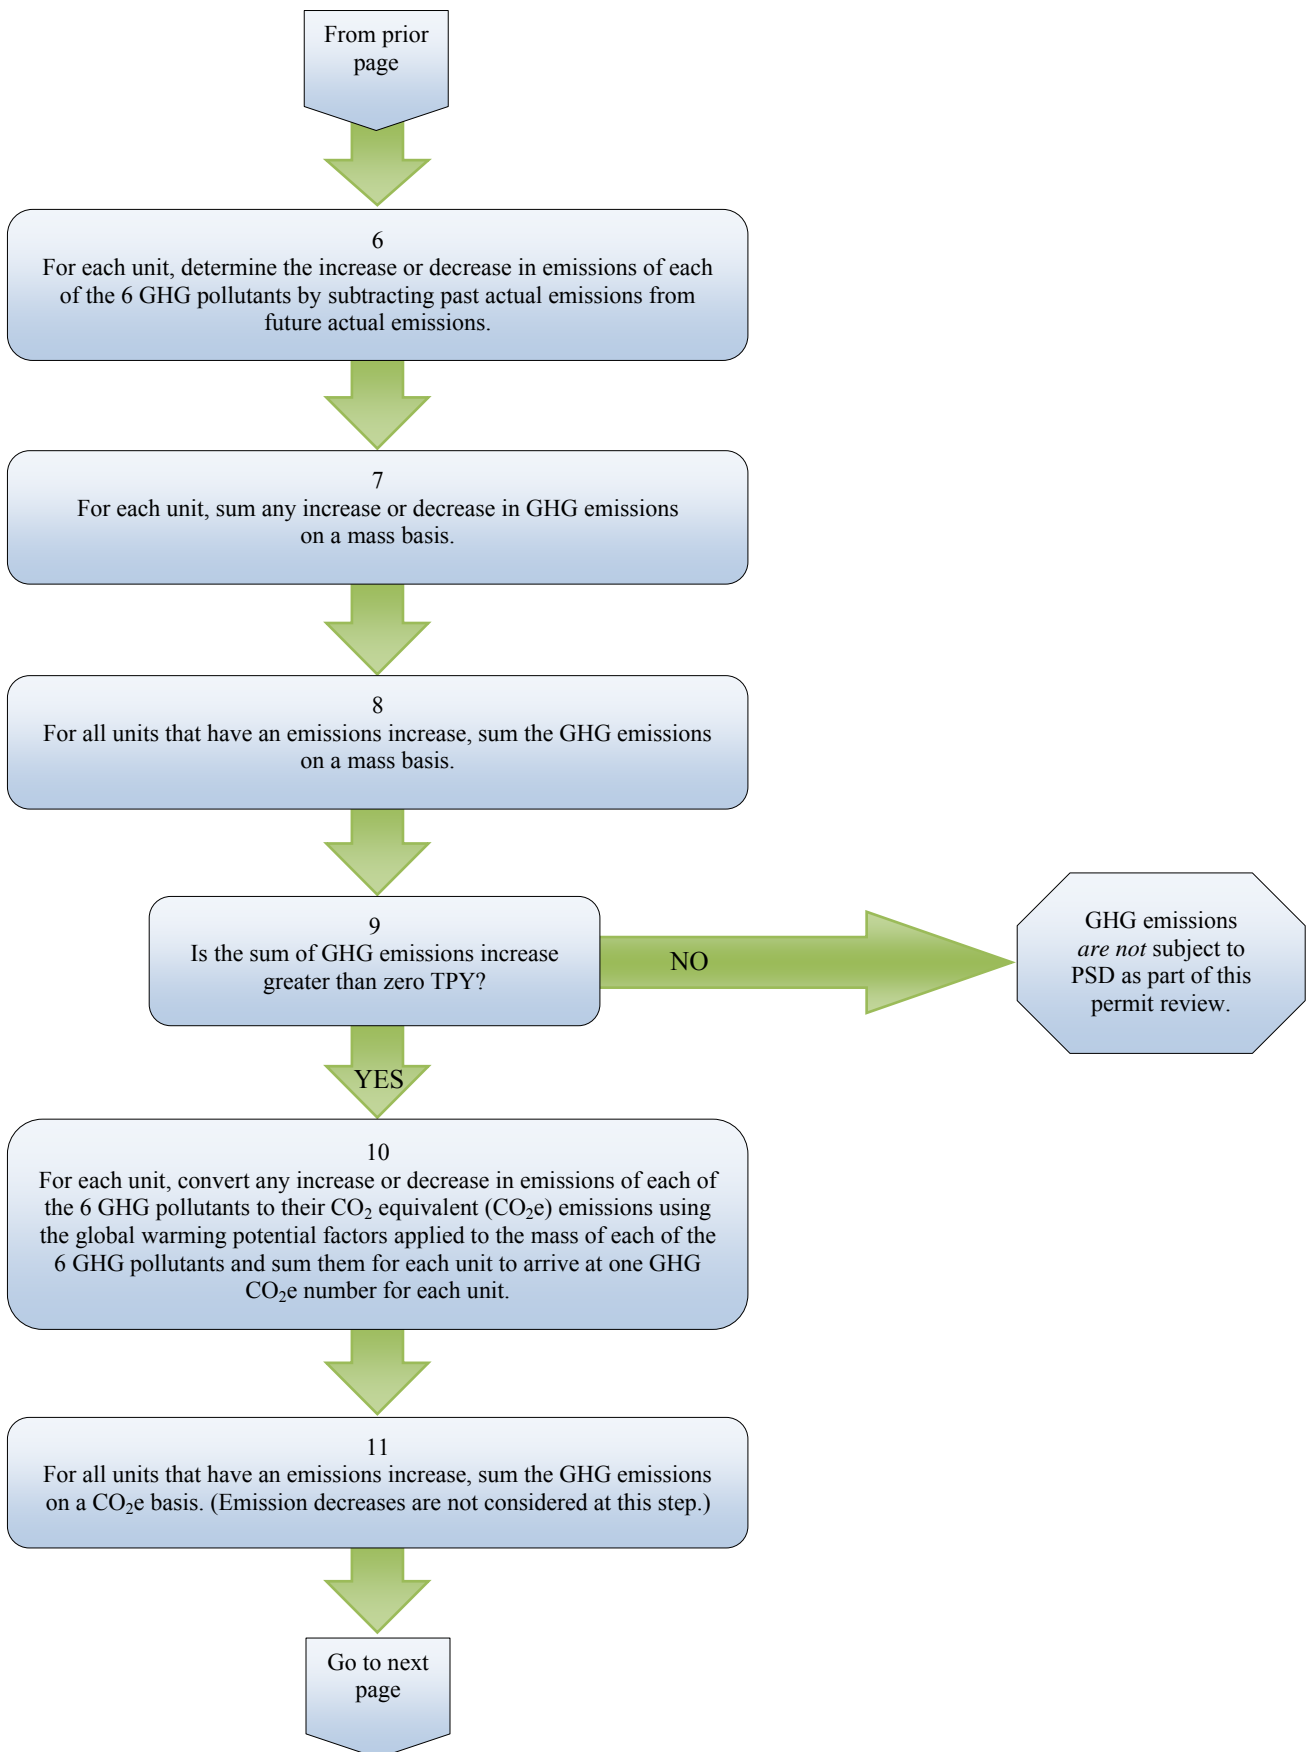 From prior
page
6
For each unit, determine the increase or decrease in emissions of each
of the 6 GHG pollutants by subtracting past actual emissions from
future actual emissions.
7
For each unit, sum any increase or decrease in GHG emissions
on a mass basis.
8
For all units that have an emissions increase, sum the GHG emissions
on a mass basis.
9
Is the sum of GHG emissions increase
greater than zero TPY?
NO
GHG emissions
are not subject to
PSD as part of this
permit review.
YES
10
For each unit, convert any increase or decrease in emissions of each of
the 6 GHG pollutants to their CO₂ equivalent (CO₂e) emissions using
the global warming potential factors applied to the mass of each of the
6 GHG pollutants and sum them for each unit to arrive at one GHG
CO₂e number for each unit.
11
For all units that have an emissions increase, sum the GHG emissions
on a CO₂e basis. (Emission decreases are not considered at this step.)
Go to next
page